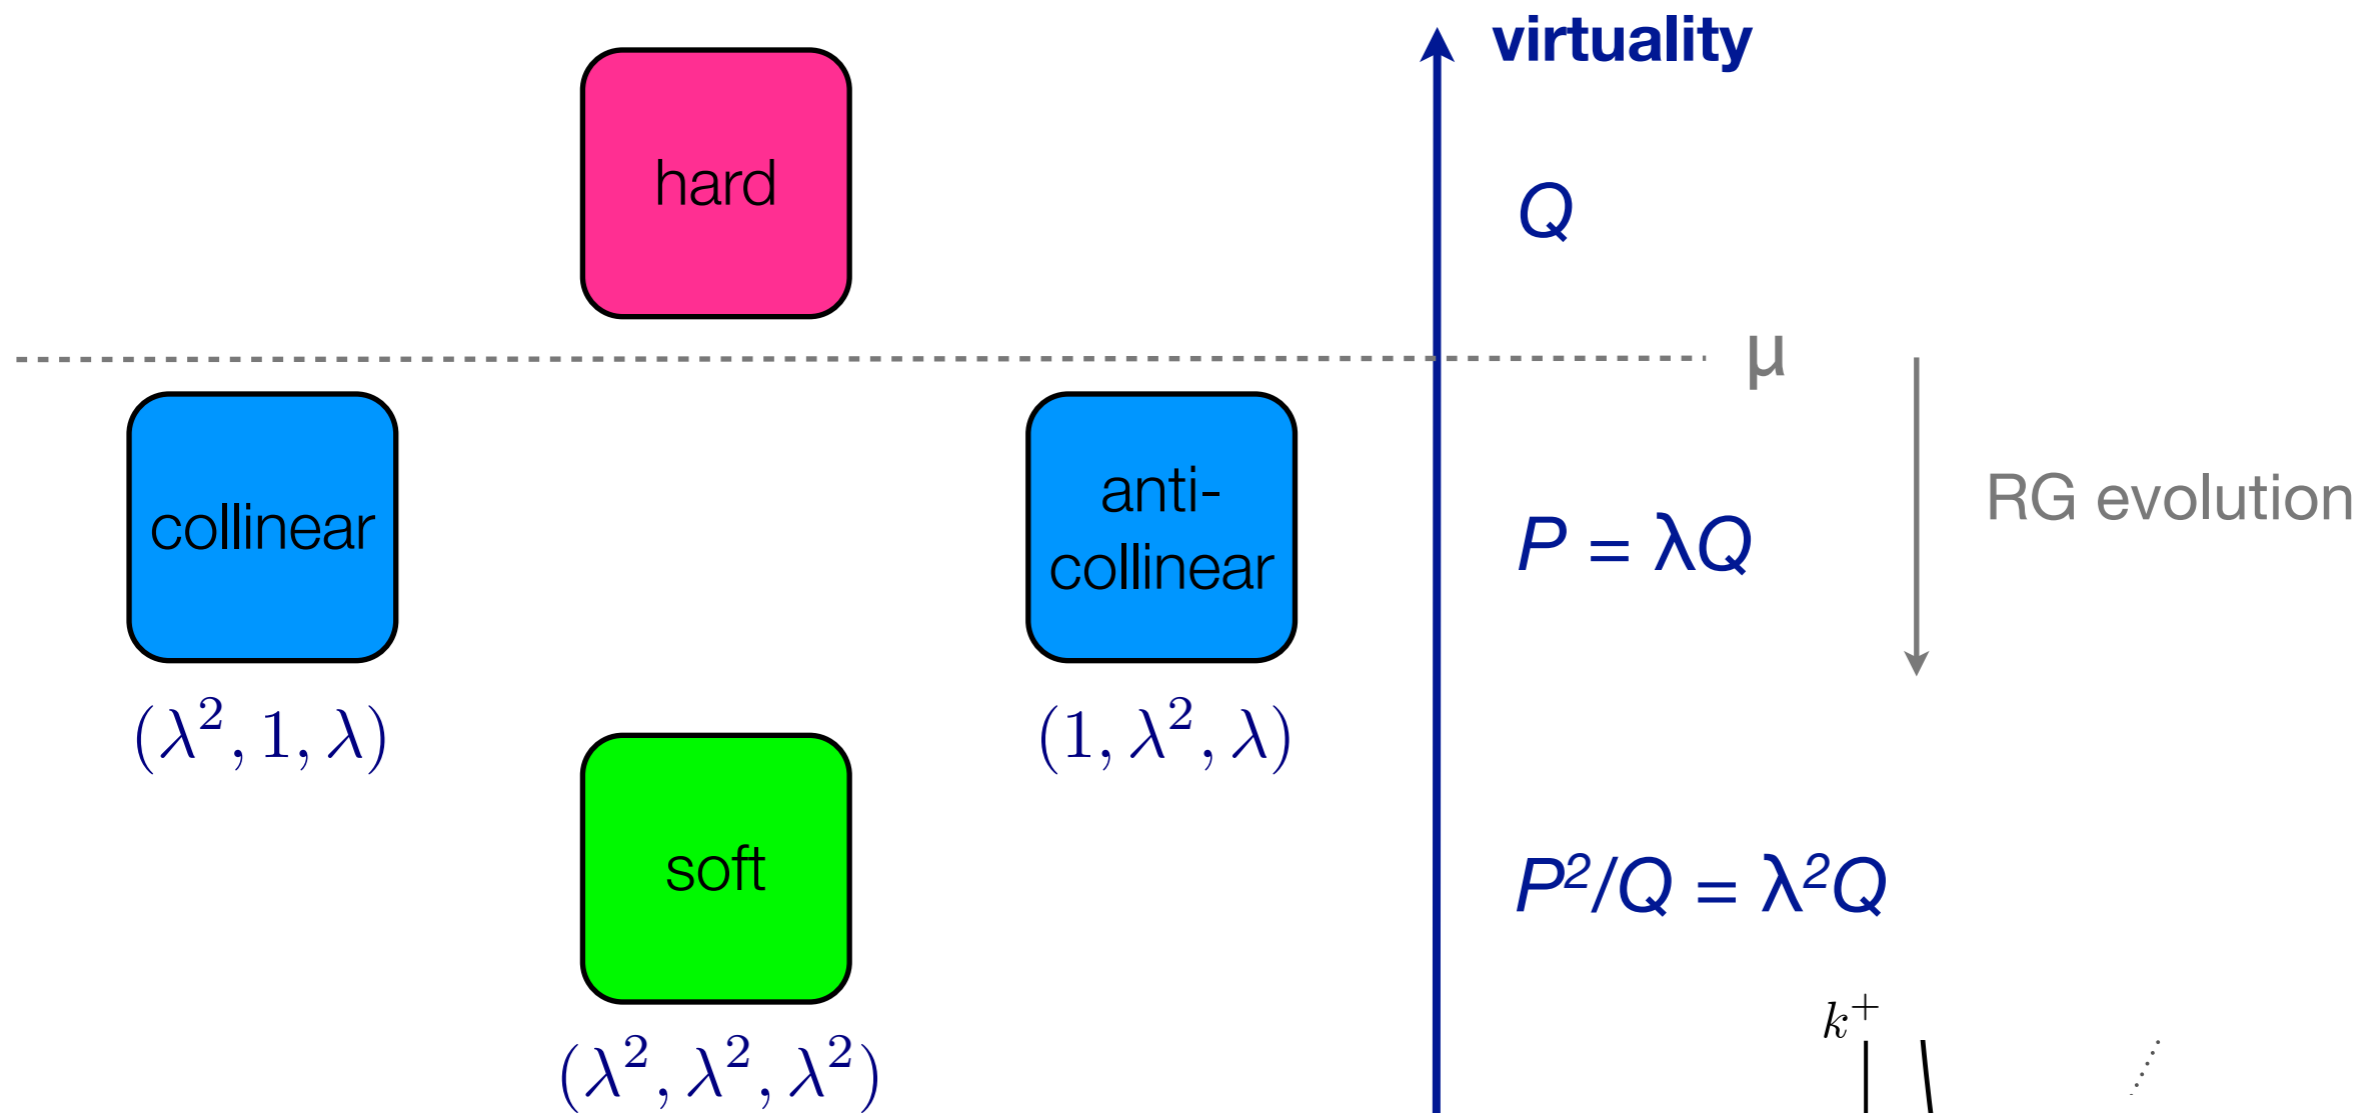 virtuality
hard
Q
μ
collinear
anti-
collinear
P = λQ
RG evolution
(λ², 1, λ)
(1, λ², λ)
soft
P²/Q = λ²Q
k⁺
(λ², λ², λ²)